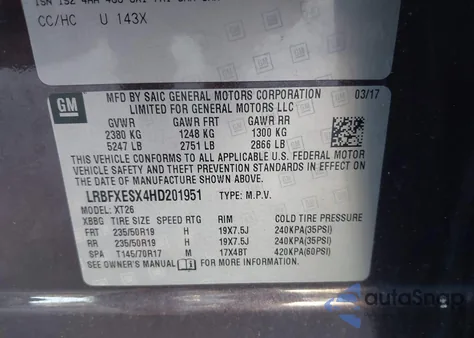 CC/HC U 143X
GM
MFD BY SAIC GENERAL MOTORS CORPORATION 03/17
LIMITED FOR GENERAL MOTORS LLC
GVWR GAWR FRT GAWR RR
2380 KG 1248 KG 1300 KG
5247 LB 2751 LB 2866 LB
THIS VEHICLE CONFORMS TO ALL APPLICABLE U.S. FEDERAL MOTOR
VEHICLE SAFETY AND THEFT PREVENTION STANDARDS IN EFFECT
ON THE DATE OF MANUFACTURE SHOWN ABOVE.
LRBFXESX4HD201951 TYPE: M.P.V.
MODEL: XT26
XBG TIRE SIZE SPEED RTG RIM COLD TIRE PRESSURE
FRT 235/50R19 H 19X7.5J 240KPA(35PSI)
RR 235/50R19 H 19X7.5J 240KPA(35PSI)
SPA T145/70R17 M 17X4BT 420KPA(60PSI)
SEE OWNER'S MANUAL FOR MORE INFORMATION.
autoSnap